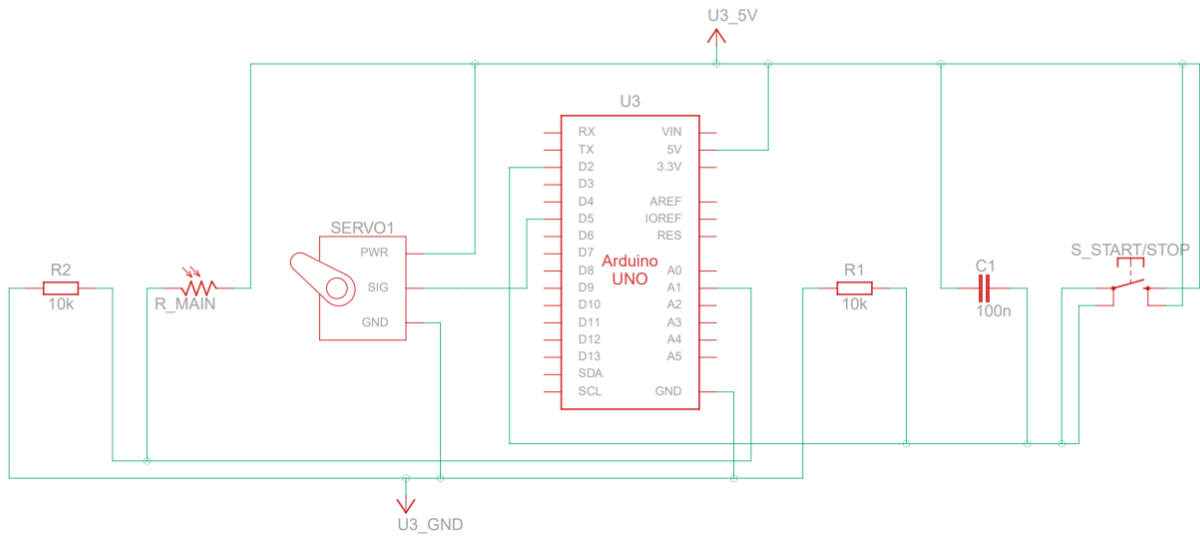 U3_5V
U3
RX
VIN
TX
5V
D2
3.3V
D3
D4
AREF
D5
IOREF
D6
RES
D7
Arduino
UNO
D8
A0
D9
A1
D10
A2
D11
A3
D12
A4
D13
A5
SDA
SCL
GND
SERVO1
PWR
SIG
GND
R2
10k
R_MAIN
R1
10k
C1
100n
S_START/STOP
U3_GND